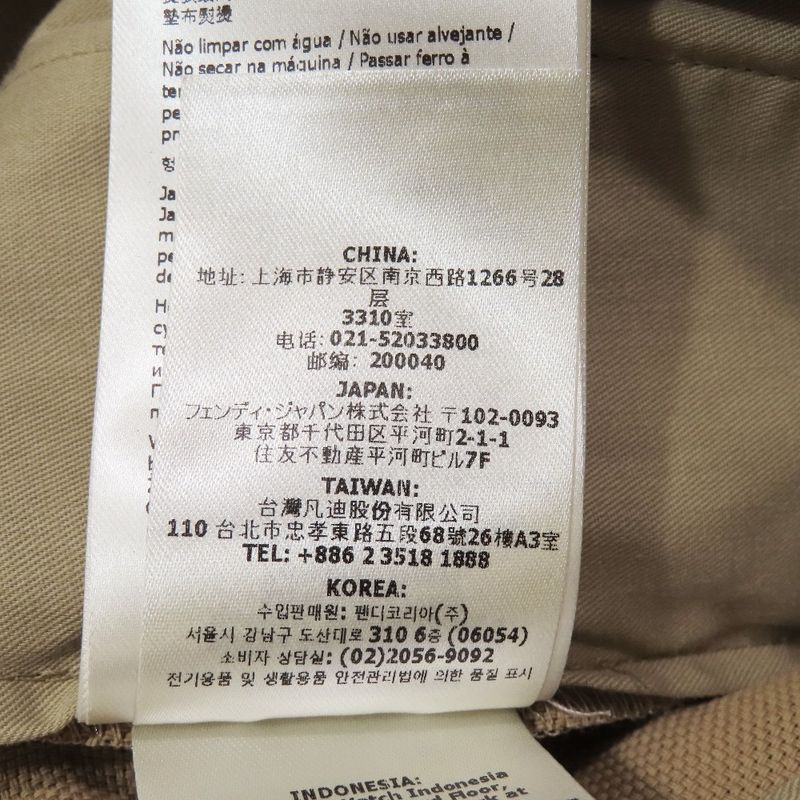 墊布熨燙
Não limpar com água / Não usar alvejante /
Não secar na máquina / Passar ferro à
CHINA:
地址: 上海市静安区南京西路1266号28
层
3310室
电话: 021-52033800
邮编: 200040
JAPAN:
フェンディ・ジャパン株式会社 〒102-0093
東京都千代田区平河町2-1-1
住友不動産平河町ビル7F
TAIWAN:
台灣凡迪股份有限公司
110 台北市忠孝東路五段68號26樓A3室
TEL: +886 2 3518 1888
KOREA:
수입판매원: 펜디코리아(주)
서울시 강남구 도산대로 310 6층 (06054)
소비자 상담실: (02)2056-9092
전기용품 및 생활용품 안전관리법에 의한 품질 표시
INDONESIA:
Indonesia
Floor,
at